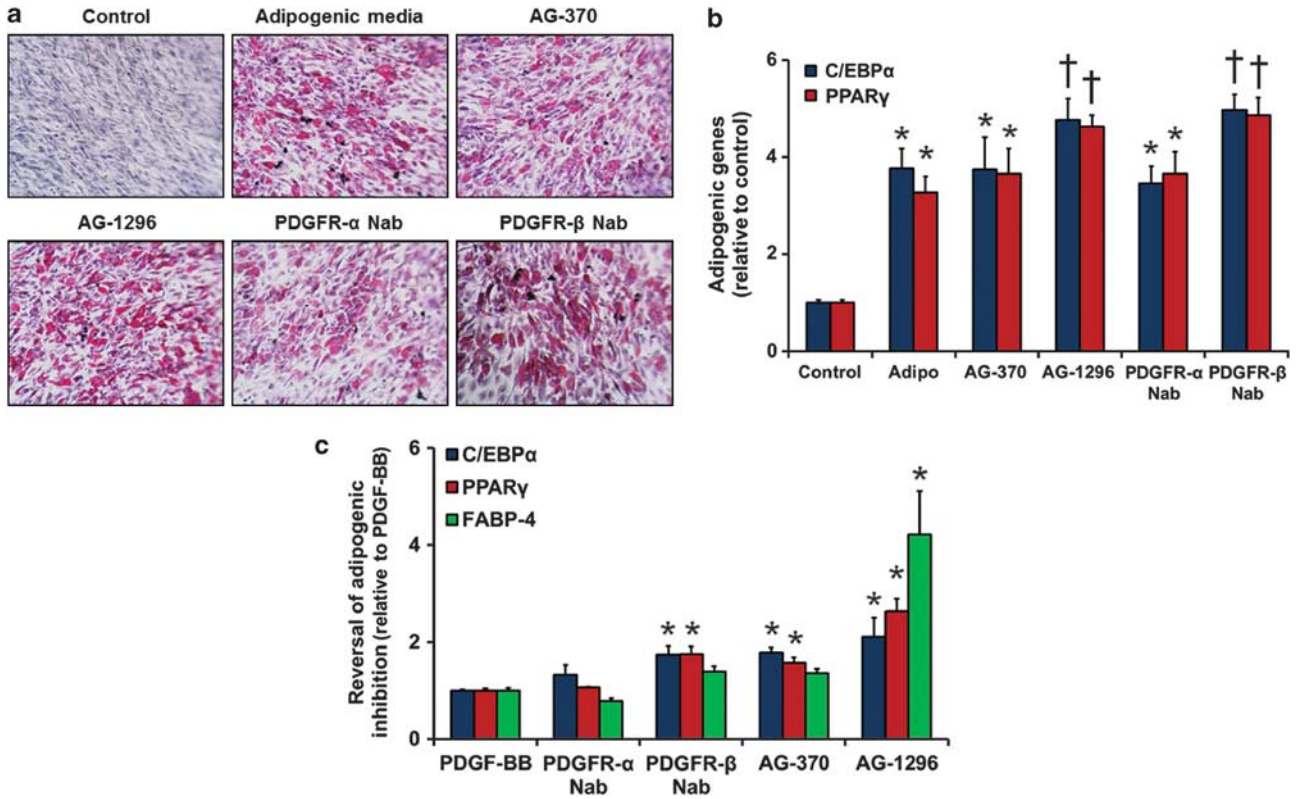 a
Control
Adipogenic media
AG-370
AG-1296
PDGFR-α Nab
PDGFR-β Nab
b
C/EBPα
PPARγ
Adipogenic genes
(relative to control)
6
4
2
0
* * * * † † * * † †
Control
Adipo
AG-370
AG-1296
PDGFR-α
Nab
PDGFR-β
Nab
c
C/EBPα
PPARγ
FABP-4
Reversal of adipogenic
inhibition (relative to PDGF-BB)
6
4
2
0
* * * * * * *
PDGF-BB
PDGFR-α
Nab
PDGFR-β
Nab
AG-370
AG-1296